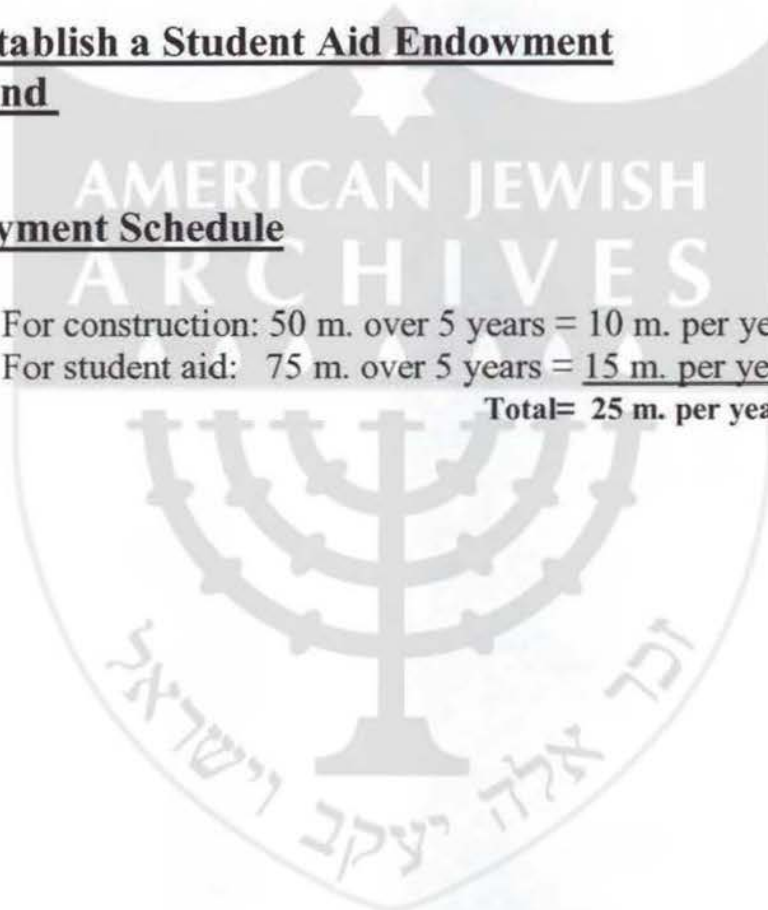 tablish a Student Aid Endowment
nd
AMERICAN JEWISH
yment Schedule
ARCHIVES
For construction: 50 m. over 5 years = 10 m. per ye
For student aid: 75 m. over 5 years = 15 m. per ye
Total= 25 m. per yea
זכר אלה יעקב וישראל